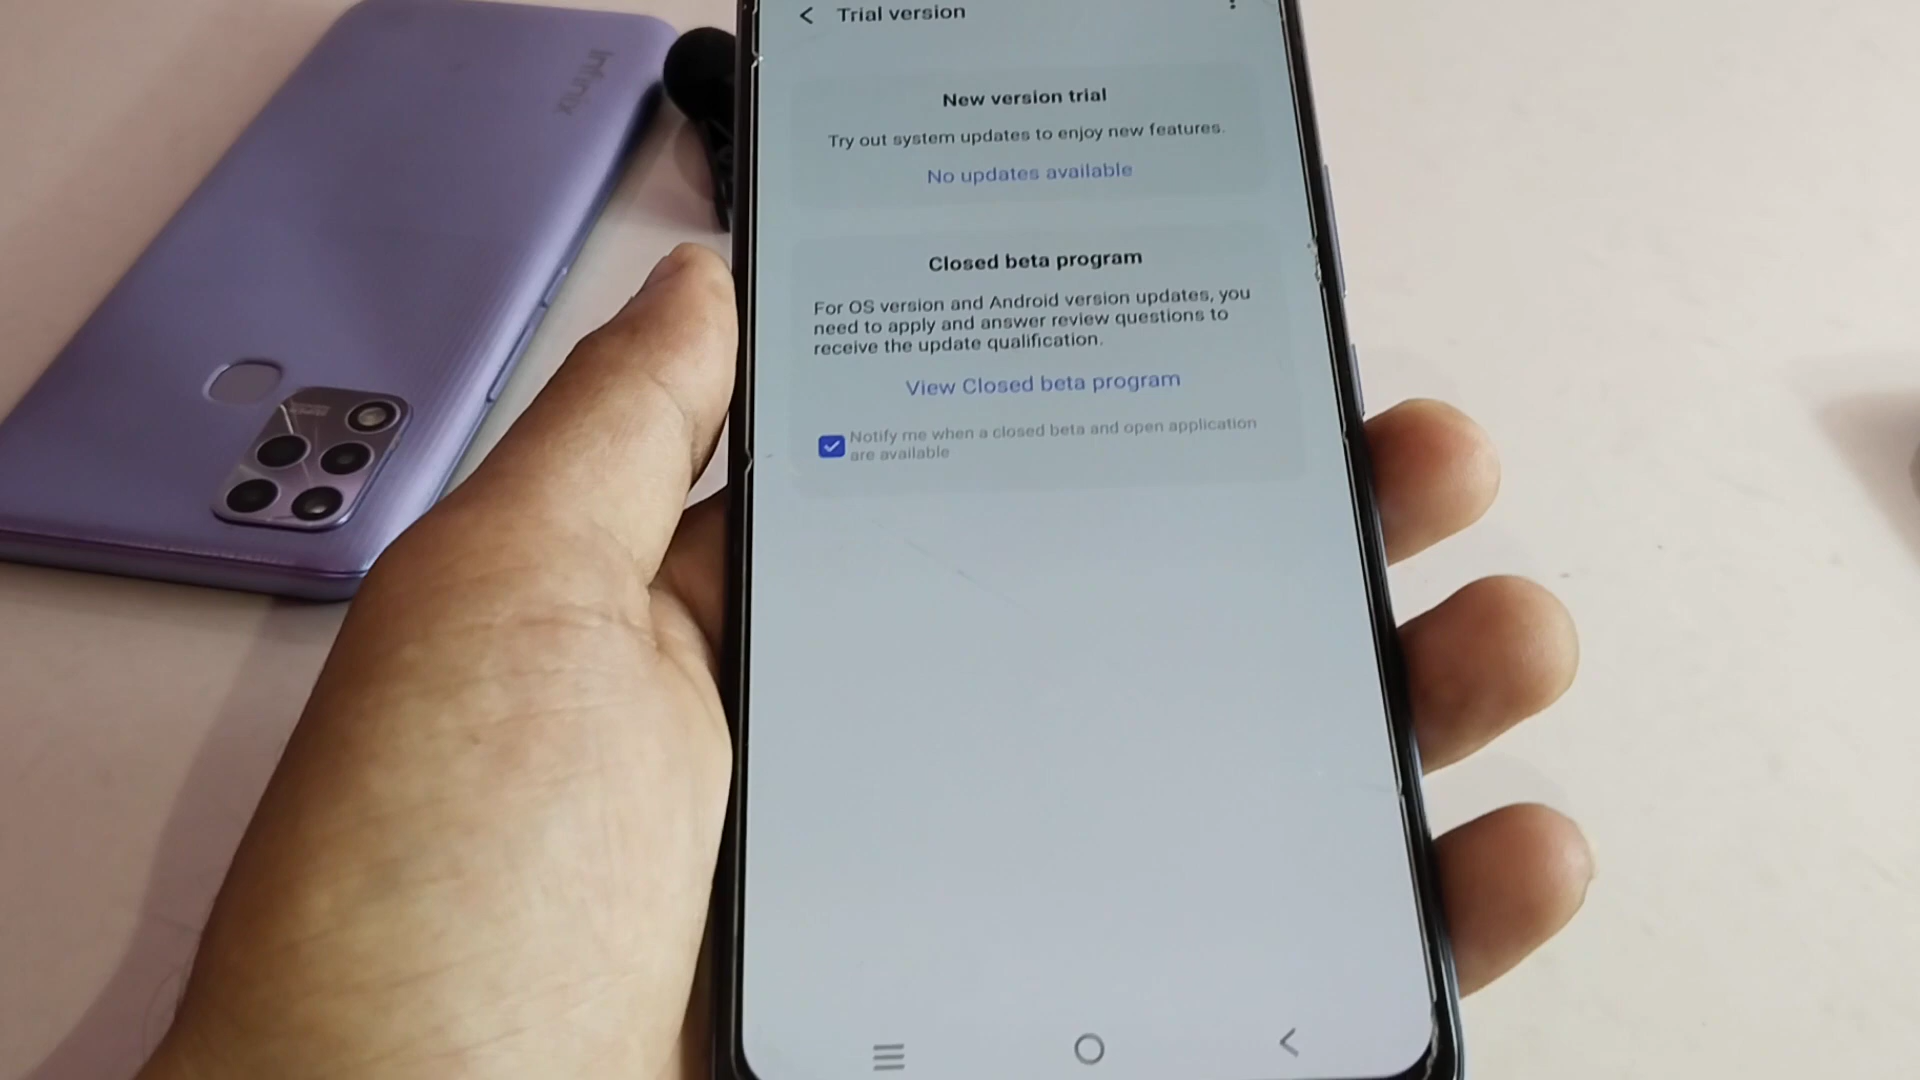 Trial version
New version trial
Try out system updates to enjoy new features.
No updates available
Closed beta program
For OS version and Android version updates, you
need to apply and answer review questions to
receive the update qualification.
View Closed beta program
Notify me when a closed beta and open application
are available
Infinix